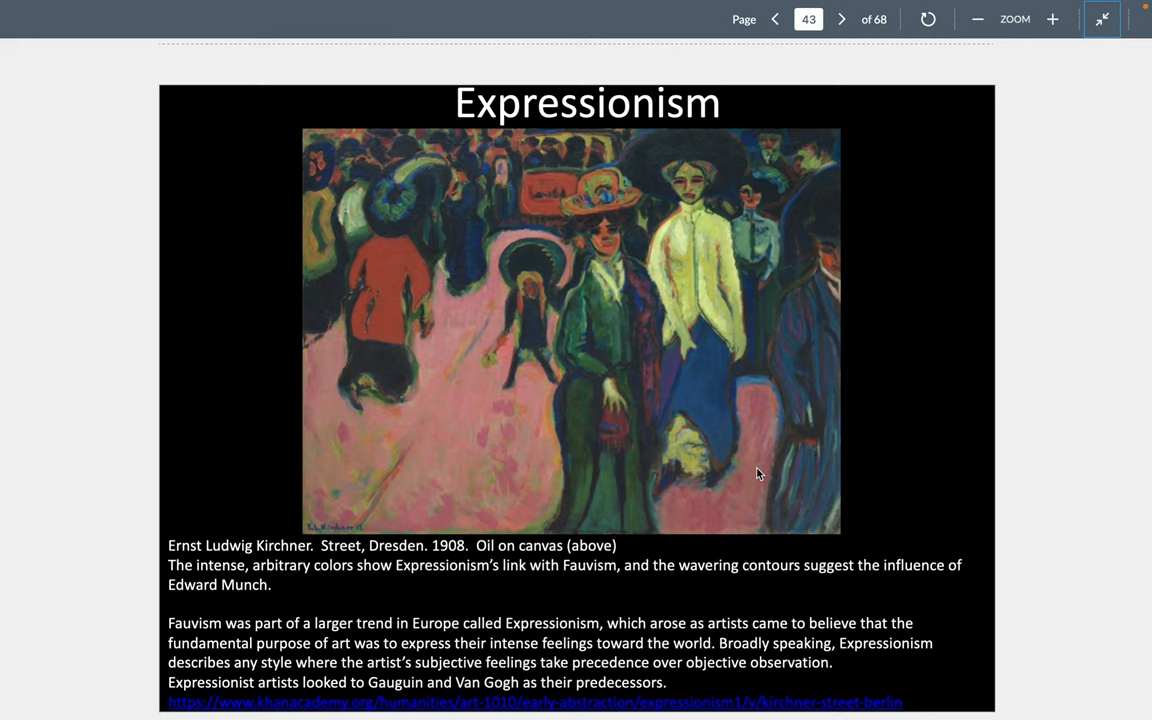 Page 43 of 68 ZOOM
Expressionism
Ernst Ludwig Kirchner. Street, Dresden. 1908. Oil on canvas (above)
The intense, arbitrary colors show Expressionism's link with Fauvism, and the wavering contours suggest the influence of
Edward Munch.
Fauvism was part of a larger trend in Europe called Expressionism, which arose as artists came to believe that the
fundamental purpose of art was to express their intense feelings toward the world. Broadly speaking, Expressionism
describes any style where the artist's subjective feelings take precedence over objective observation.
Expressionist artists looked to Gauguin and Van Gogh as their predecessors.
https://www.khanacademy.org/humanities/art-1010/early-abstraction/expressionism1/v/kirchner-street-berlin